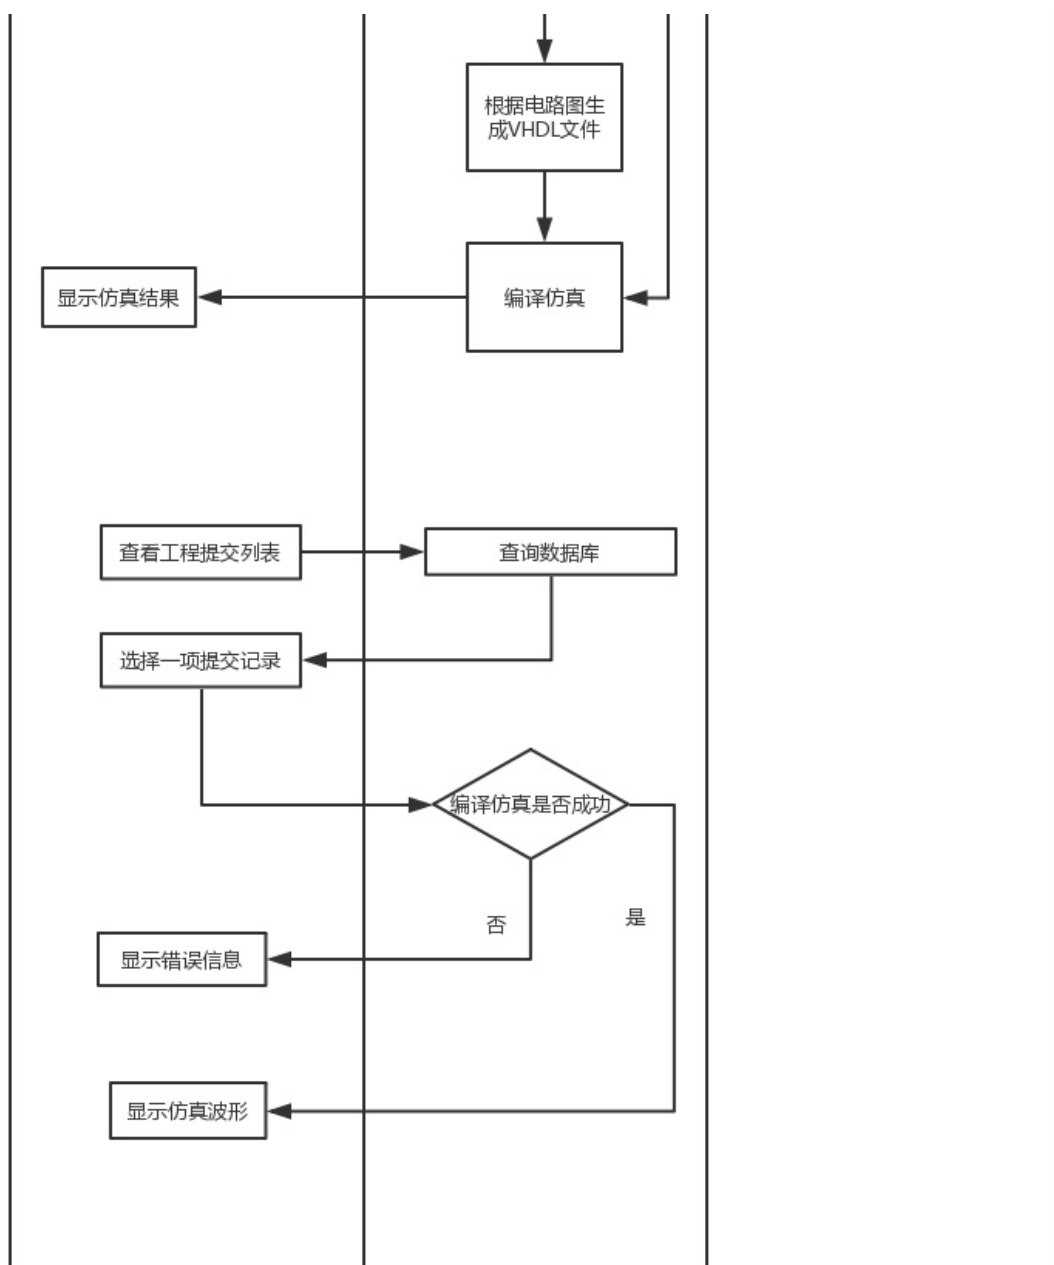 根据电路图生
成VHDL文件
显示仿真结果
编译仿真
查看工程提交列表
查询数据库
选择一项提交记录
编译仿真是否成功
否
是
显示错误信息
显示仿真波形